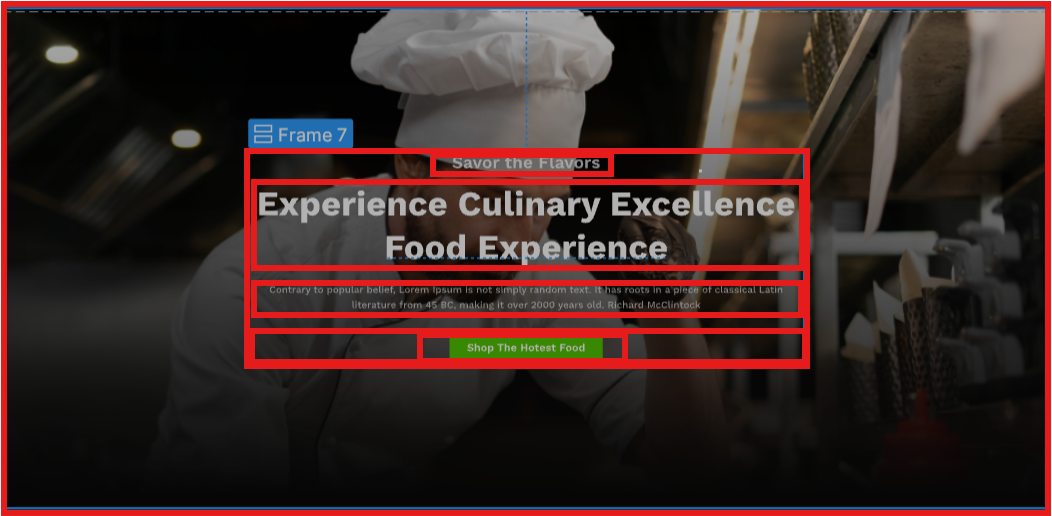 Frame 7
Savor the Flavors
Experience Culinary Excellence
Food Experience
Contrary to popular belief, Lorem Ipsum is not simply random text. It has roots in a piece of classical Latin
literature from 45 BC, making it over 2000 years old. Richard McClintock
Shop The Hotest Food